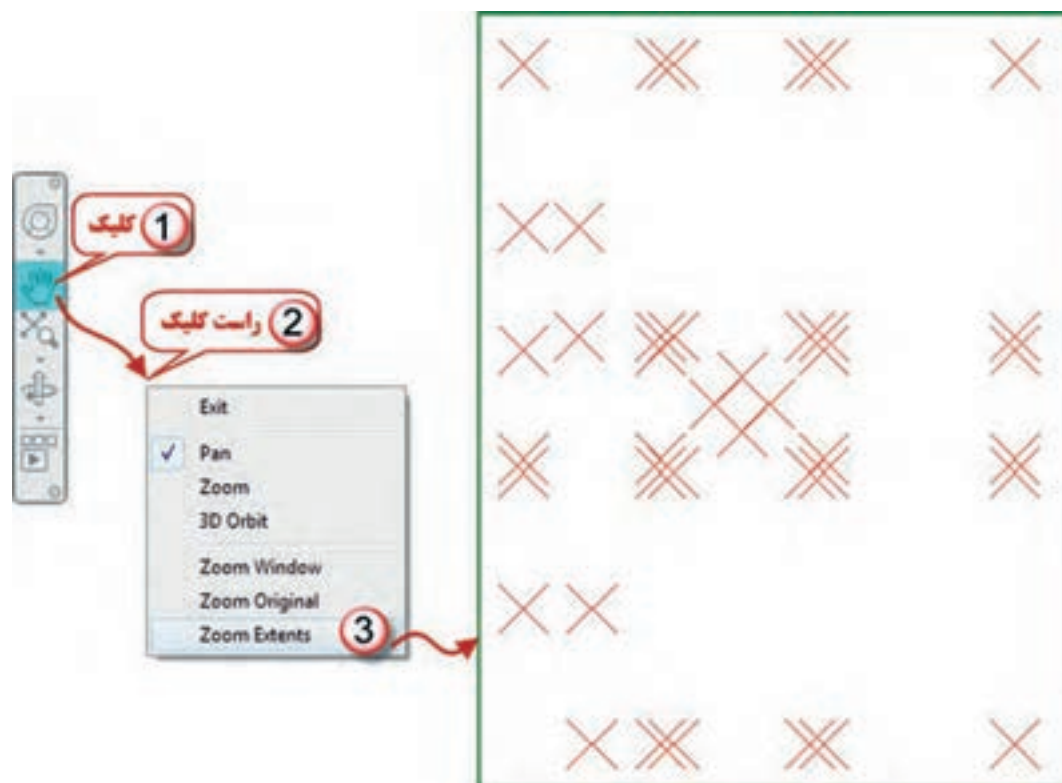 کلیک 1
راست کلیک 2
Exit
Pan
Zoom
3D Orbit
Zoom Window
Zoom Original
Zoom Extents 3